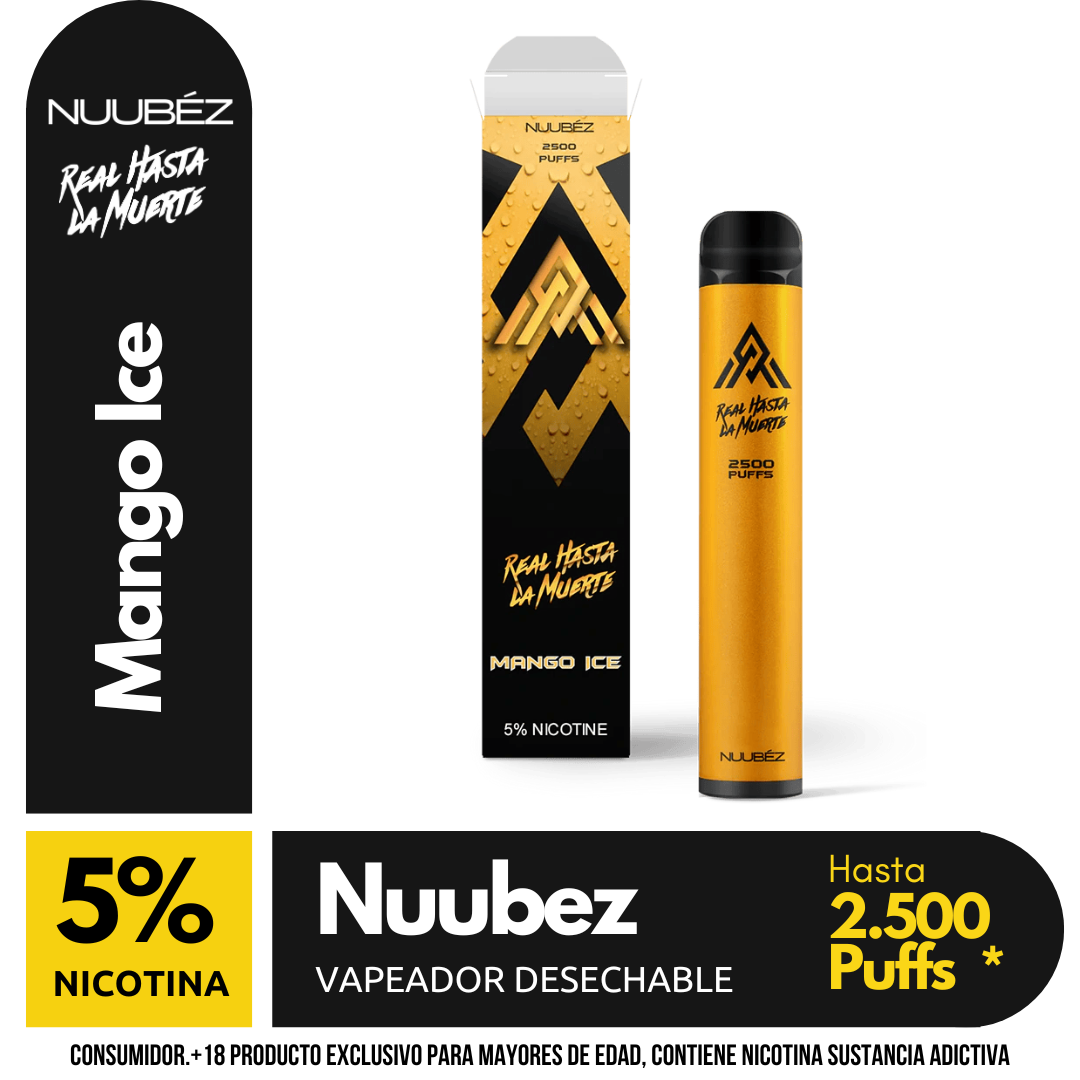 NUUBÉZ
REAL HASTA
LA MUERTE
Mango Ice
NUUBÉZ
2500
PUFFS
REAL HASTA
LA MUERTE
MANGO ICE
5% NICOTINE
REAL HASTA
LA MUERTE
2500
PUFFS
NUUBÉZ
5%
NICOTINA
Nuubez
VAPEADOR DESECHABLE
Hasta
2.500
Puffs *
CONSUMIDOR.+18 PRODUCTO EXCLUSIVO PARA MAYORES DE EDAD, CONTIENE NICOTINA SUSTANCIA ADICTIVA